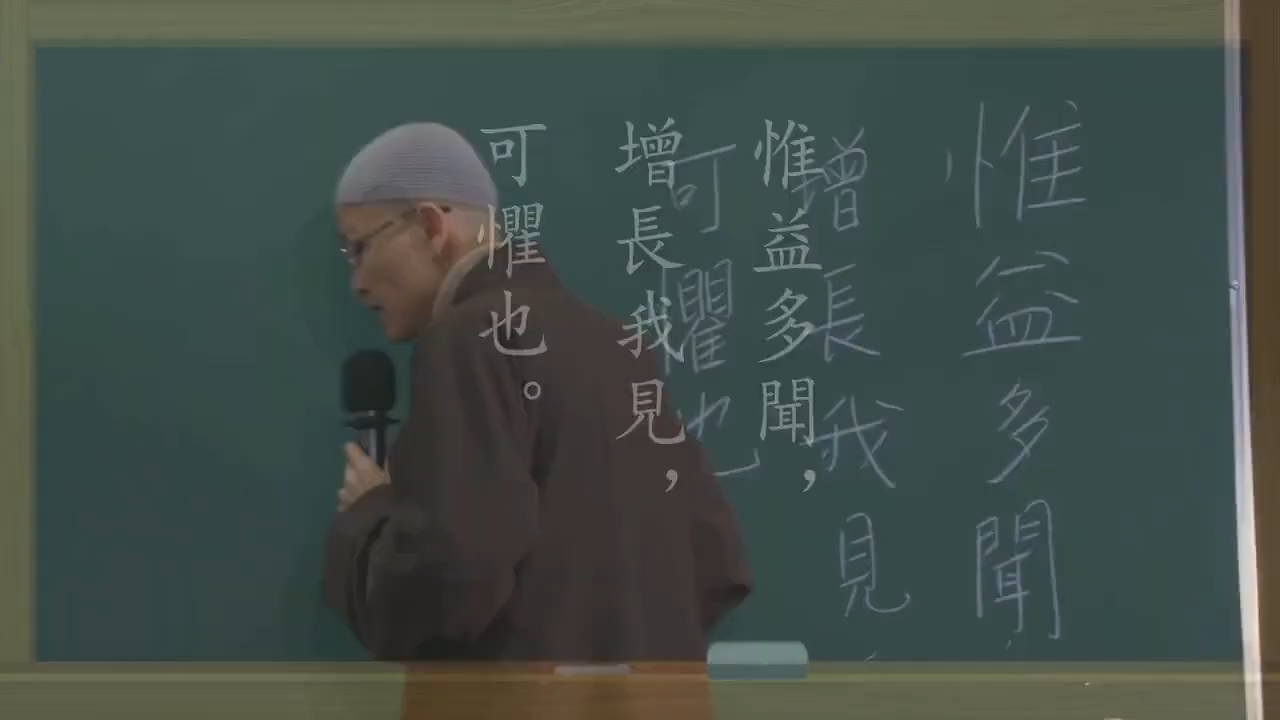 惟益多聞
增長我見
可懼也
惟益多聞，
增長我見，
可懼也。